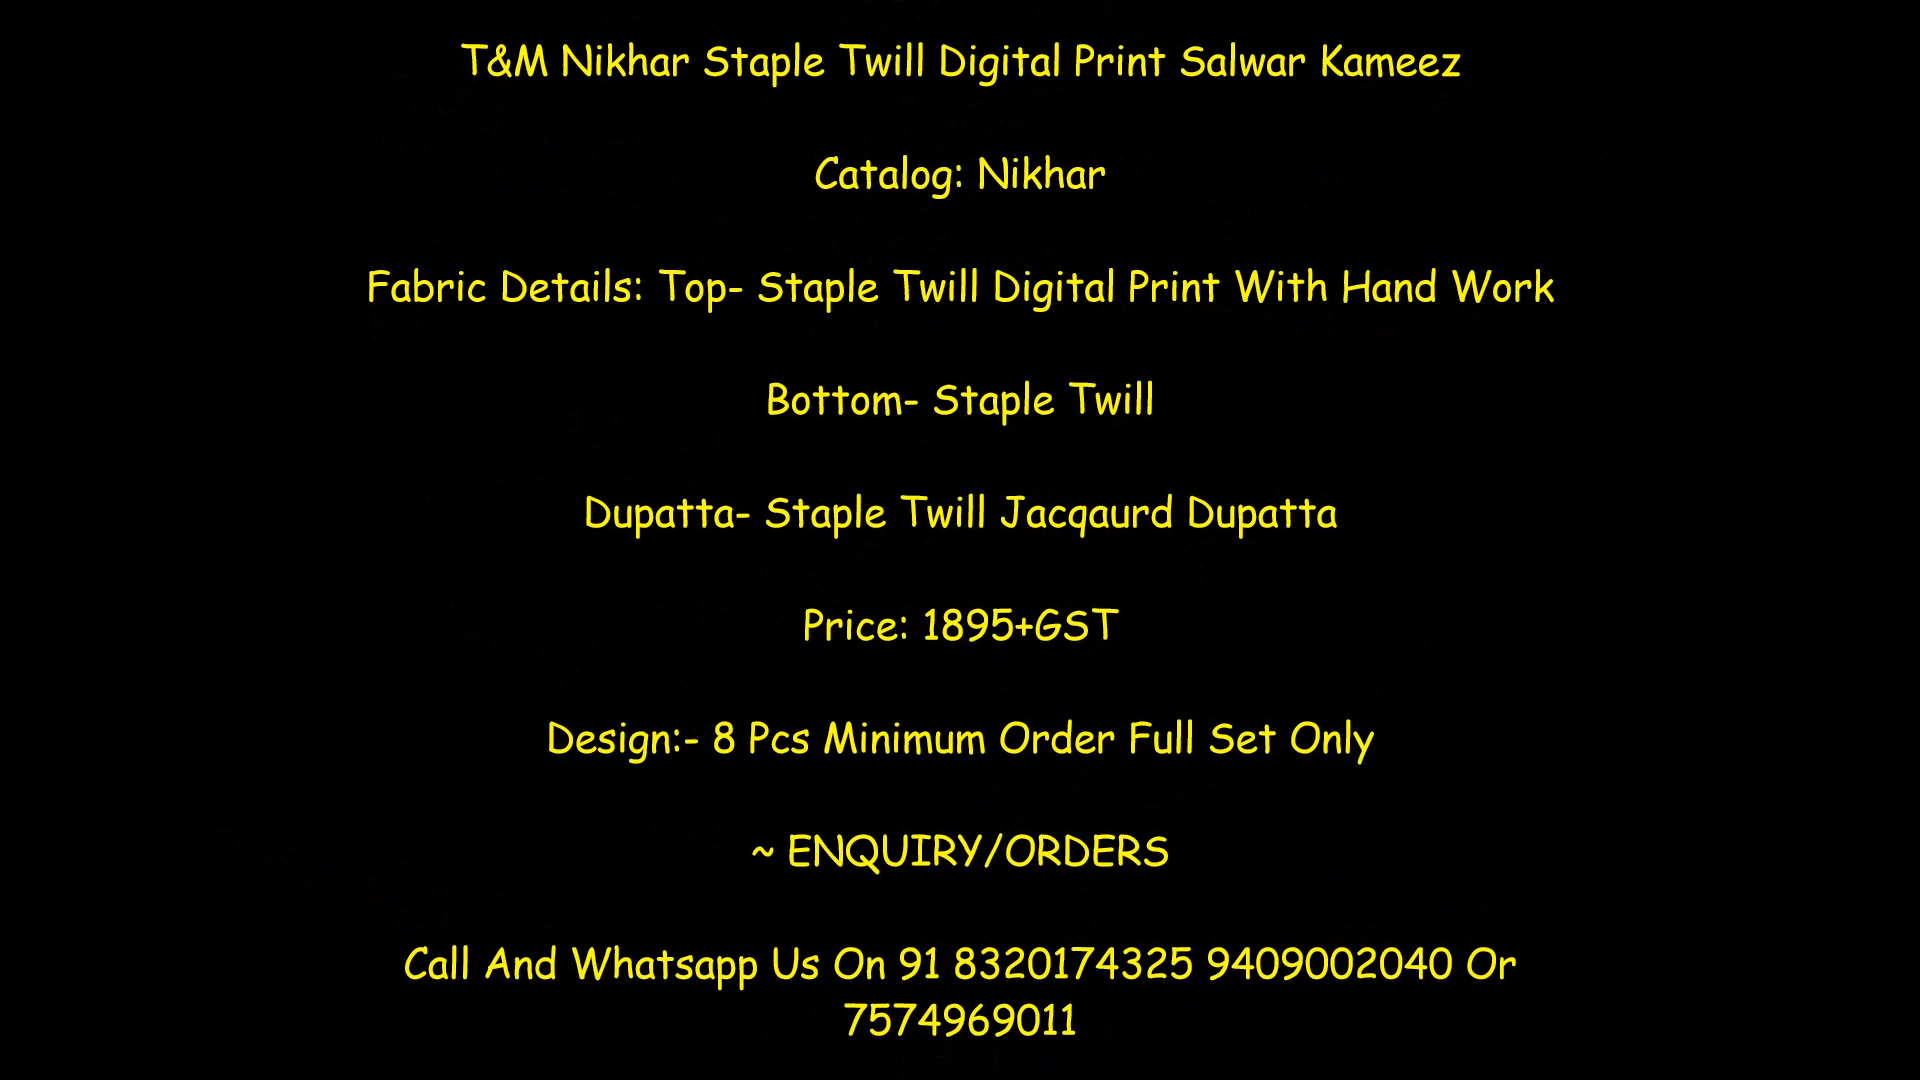 T&M Nikhar Staple Twill Digital Print Salwar Kameez
Catalog: Nikhar
Fabric Details: Top- Staple Twill Digital Print With Hand Work
Bottom- Staple Twill
Dupatta- Staple Twill Jacqaurd Dupatta
Price: 1895+GST
Design:- 8 Pcs Minimum Order Full Set Only
~ ENQUIRY/ORDERS
Call And Whatsapp Us On 91 8320174325 9409002040 Or
7574969011